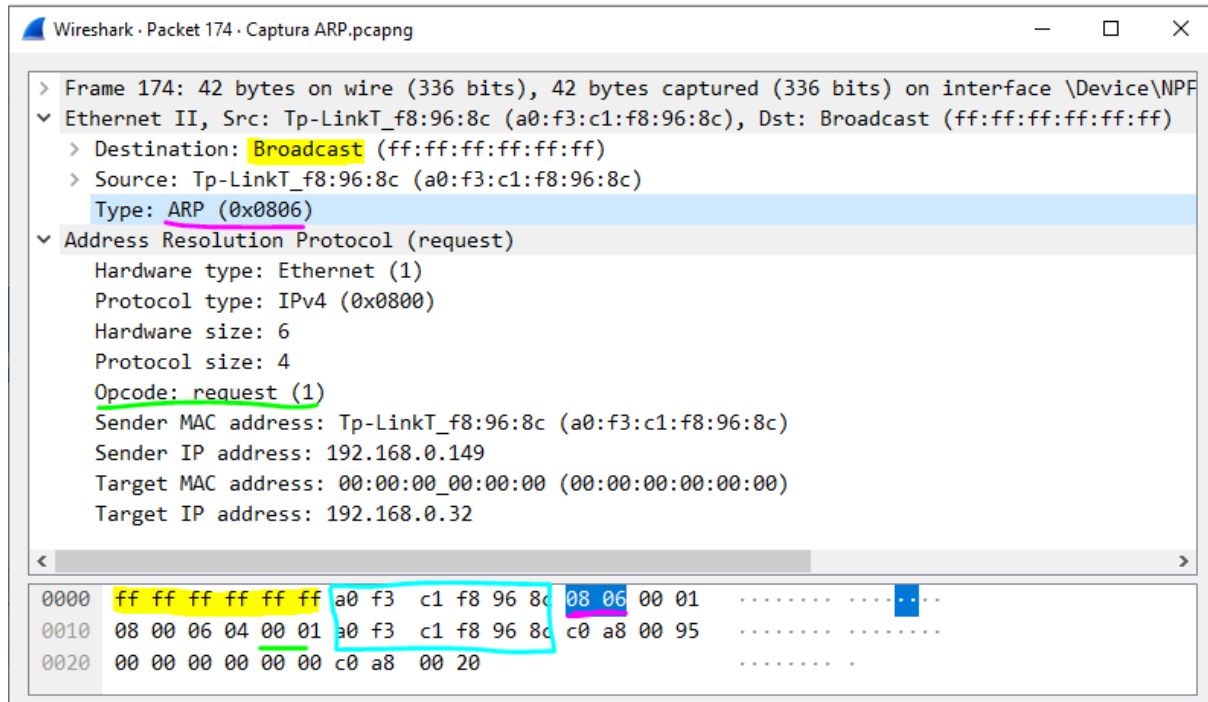 Wireshark · Packet 174 · Captura ARP.pcapng
> Frame 174: 42 bytes on wire (336 bits), 42 bytes captured (336 bits) on interface \Device\NPF
Ethernet II, Src: Tp-LinkT_f8:96:8c (a0:f3:c1:f8:96:8c), Dst: Broadcast (ff:ff:ff:ff:ff:ff)
> Destination: Broadcast (ff:ff:ff:ff:ff:ff)
> Source: Tp-LinkT_f8:96:8c (a0:f3:c1:f8:96:8c)
Type: ARP (0x0806)
Address Resolution Protocol (request)
Hardware type: Ethernet (1)
Protocol type: IPv4 (0x0800)
Hardware size: 6
Protocol size: 4
Opcode: request (1)
Sender MAC address: Tp-LinkT_f8:96:8c (a0:f3:c1:f8:96:8c)
Sender IP address: 192.168.0.149
Target MAC address: 00:00:00_00:00:00 (00:00:00:00:00:00)
Target IP address: 192.168.0.32
0000 ff ff ff ff ff ff a0 f3 c1 f8 96 8c 08 06 00 01 ········ ········
0010 08 00 06 04 00 01 a0 f3 c1 f8 96 8c c0 a8 00 95 ········ ········
0020 00 00 00 00 00 00 c0 a8 00 20 ········ ·